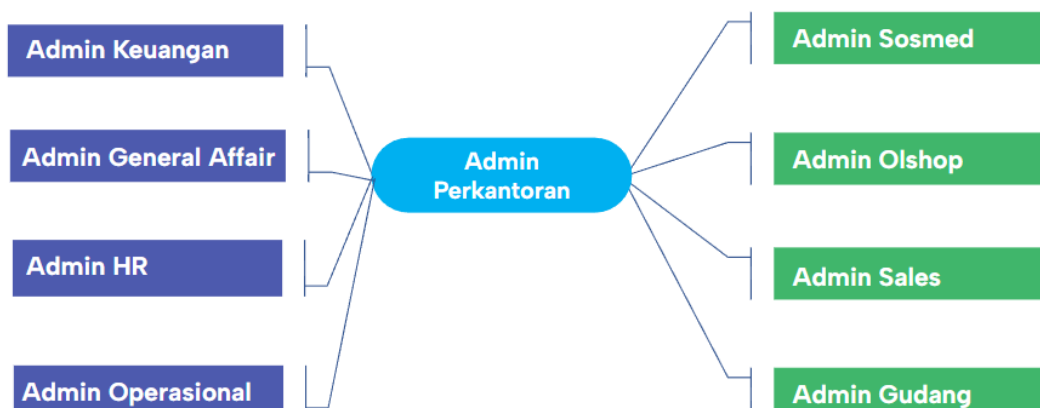 Admin Keuangan
Admin General Affair
Admin HR
Admin Operasional
Admin
Perkantoran
Admin Sosmed
Admin Olshop
Admin Sales
Admin Gudang